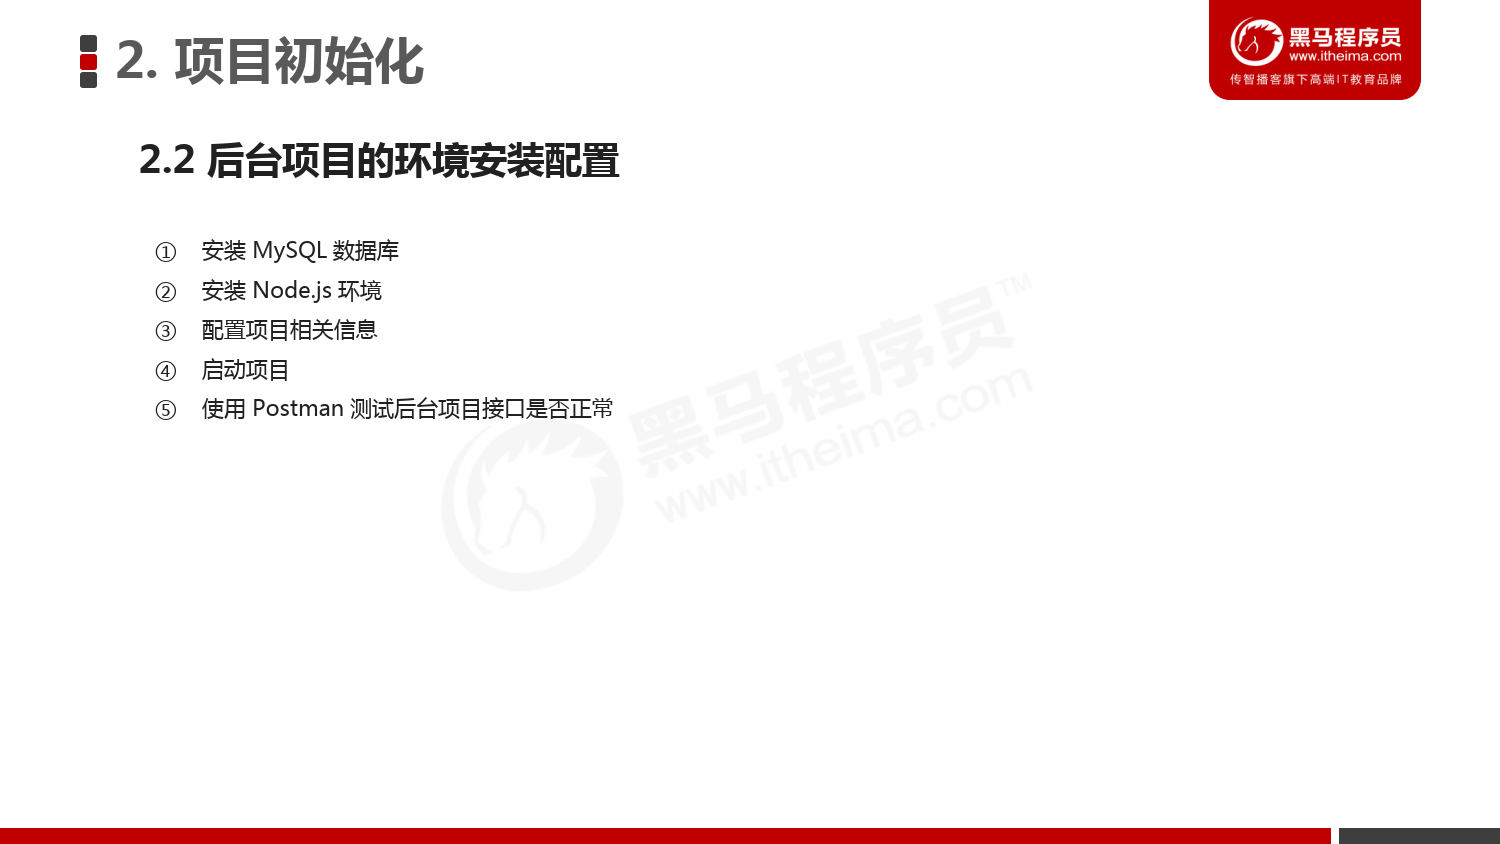 2. 项目初始化
黑马程序员
www.itheima.com
传智播客旗下高端IT教育品牌
2.2 后台项目的环境安装配置
① 安装 MySQL 数据库
② 安装 Node.js 环境
③ 配置项目相关信息
④ 启动项目
⑤ 使用 Postman 测试后台项目接口是否正常
黑马程序员™
www.itheima.com